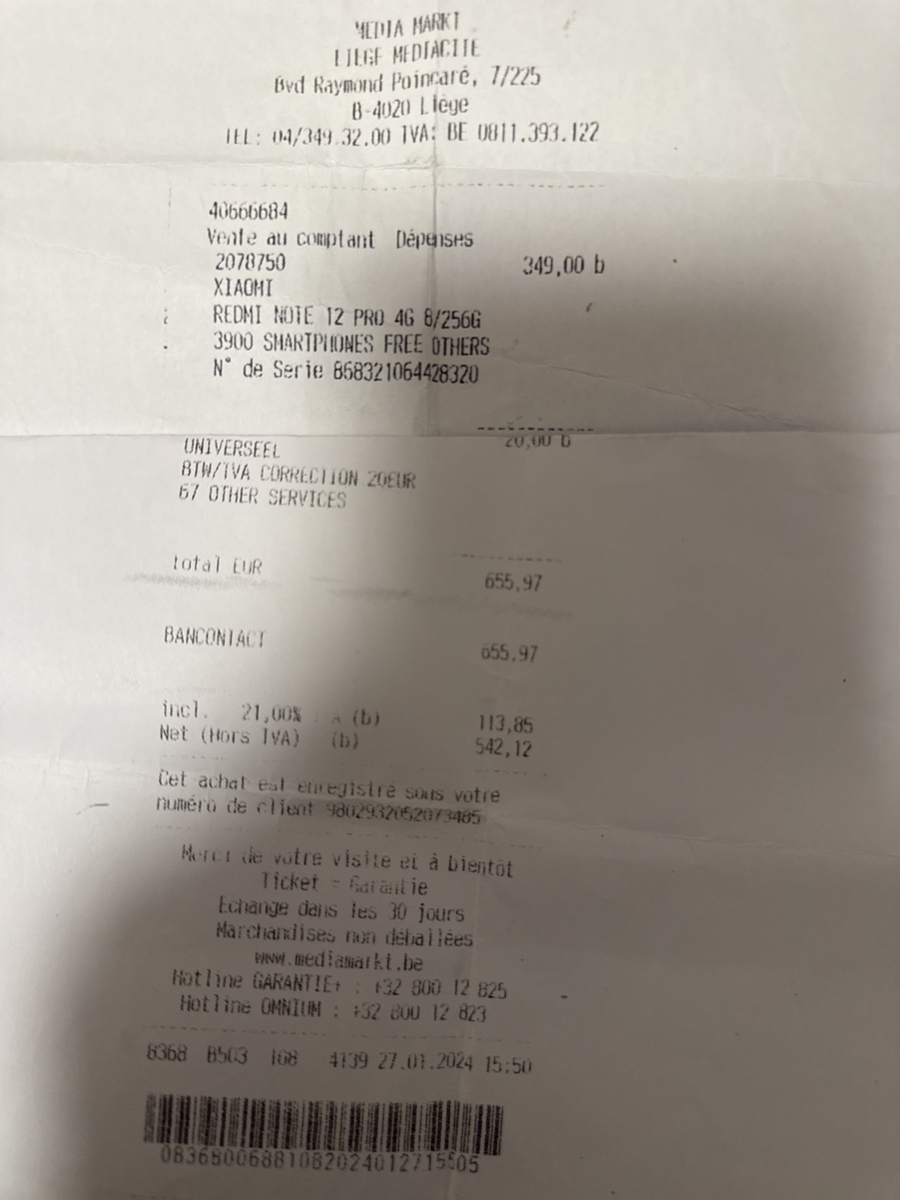 MEDIA MARKT
LIEGE MEDIACITE
Bvd Raymond Poincaré, 7/225
B-4020 Liège
TEL: 04/349.32.00 TVA: BE 0811.393.122
40666684
Vente au comptant Dépenses
2078750 349,00 b
XIAOMI
REDMI NOTE 12 PRO 4G 8/256G
3900 SMARTPHONES FREE OTHERS
N° de Serie 868321064428320
UNIVERSEEL 20,00 b
BTW/TVA CORRECTION 20EUR
67 OTHER SERVICES
total EUR 655,97
BANCONTACT 655,97
incl. 21,00% (b) 113,85
Net (Hors TVA) (b) 542,12
Cet achat est enregistré sous votre
numéro de client 9802932052073485
Merci de votre visite et à bientôt
Ticket = Garantie
Echange dans les 30 jours
Marchandises non déballées
www.mediamarkt.be
Hotline GARANTIE+ : +32 800 12 825
Hotline OMNIUM : +32 800 12 823
8368 B503 168 4139 27.01.2024 15:50